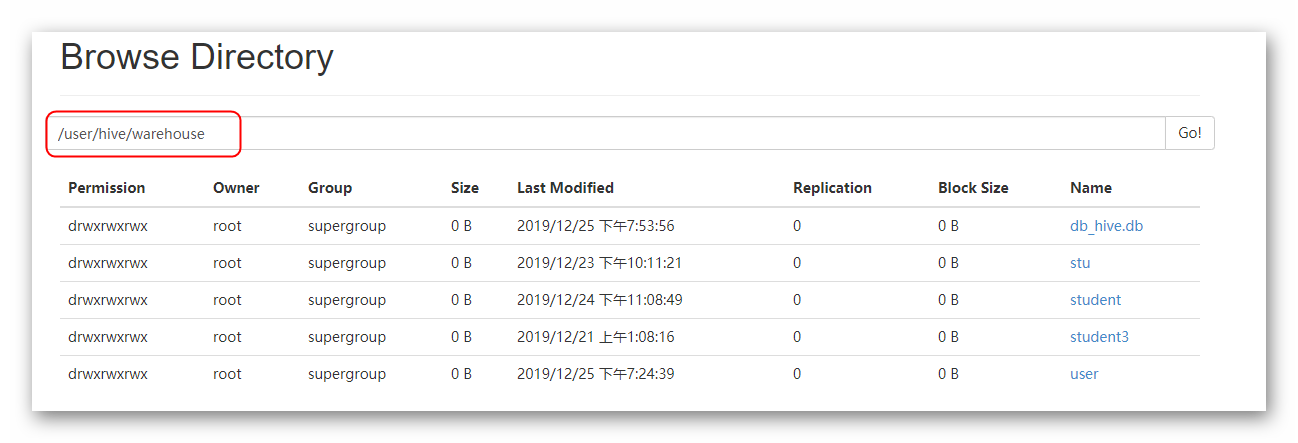 Browse Directory
/user/hive/warehouse Go!
Permission Owner Group Size Last Modified Replication Block Size Name
drwxrwxrwx root supergroup 0 B 2019/12/25 下午7:53:56 0 0 B db_hive.db
drwxrwxrwx root supergroup 0 B 2019/12/23 下午10:11:21 0 0 B stu
drwxrwxrwx root supergroup 0 B 2019/12/24 下午11:08:49 0 0 B student
drwxrwxrwx root supergroup 0 B 2019/12/21 上午1:08:16 0 0 B student3
drwxrwxrwx root supergroup 0 B 2019/12/25 下午7:24:39 0 0 B user